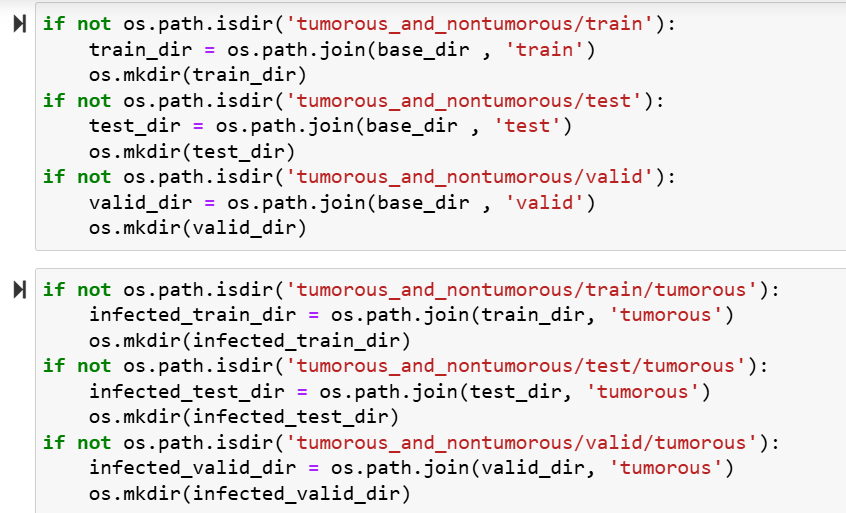 if not os.path.isdir('tumorous_and_nontumorous/train'):
    train_dir = os.path.join(base_dir , 'train')
    os.mkdir(train_dir)
if not os.path.isdir('tumorous_and_nontumorous/test'):
    test_dir = os.path.join(base_dir , 'test')
    os.mkdir(test_dir)
if not os.path.isdir('tumorous_and_nontumorous/valid'):
    valid_dir = os.path.join(base_dir , 'valid')
    os.mkdir(valid_dir)
if not os.path.isdir('tumorous_and_nontumorous/train/tumorous'):
    infected_train_dir = os.path.join(train_dir, 'tumorous')
    os.mkdir(infected_train_dir)
if not os.path.isdir('tumorous_and_nontumorous/test/tumorous'):
    infected_test_dir = os.path.join(test_dir, 'tumorous')
    os.mkdir(infected_test_dir)
if not os.path.isdir('tumorous_and_nontumorous/valid/tumorous'):
    infected_valid_dir = os.path.join(valid_dir, 'tumorous')
    os.mkdir(infected_valid_dir)